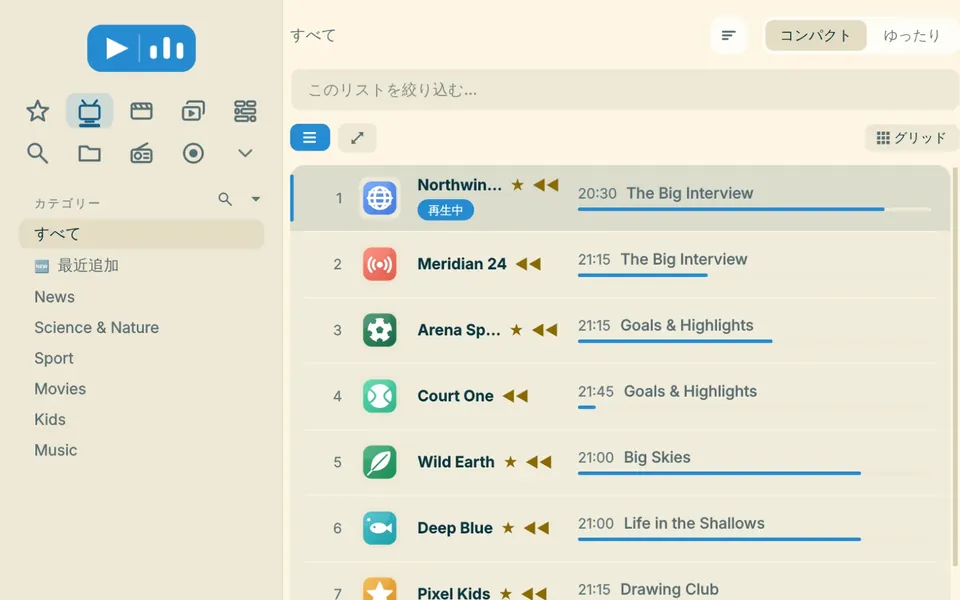 すべて
コンパクト
ゆったり
このリストを絞り込む...
グリッド
カテゴリー
すべて
最近追加
News
Science & Nature
Sport
Movies
Kids
Music
1 Northwin... ★ 20:30 The Big Interview
再生中
2 Meridian 24 21:15 The Big Interview
3 Arena Sp... ★ 21:15 Goals & Highlights
4 Court One 21:45 Goals & Highlights
5 Wild Earth ★ 21:00 Big Skies
6 Deep Blue ★ 21:00 Life in the Shallows
7 Pixel Kids ★ 21:15 Drawing Club